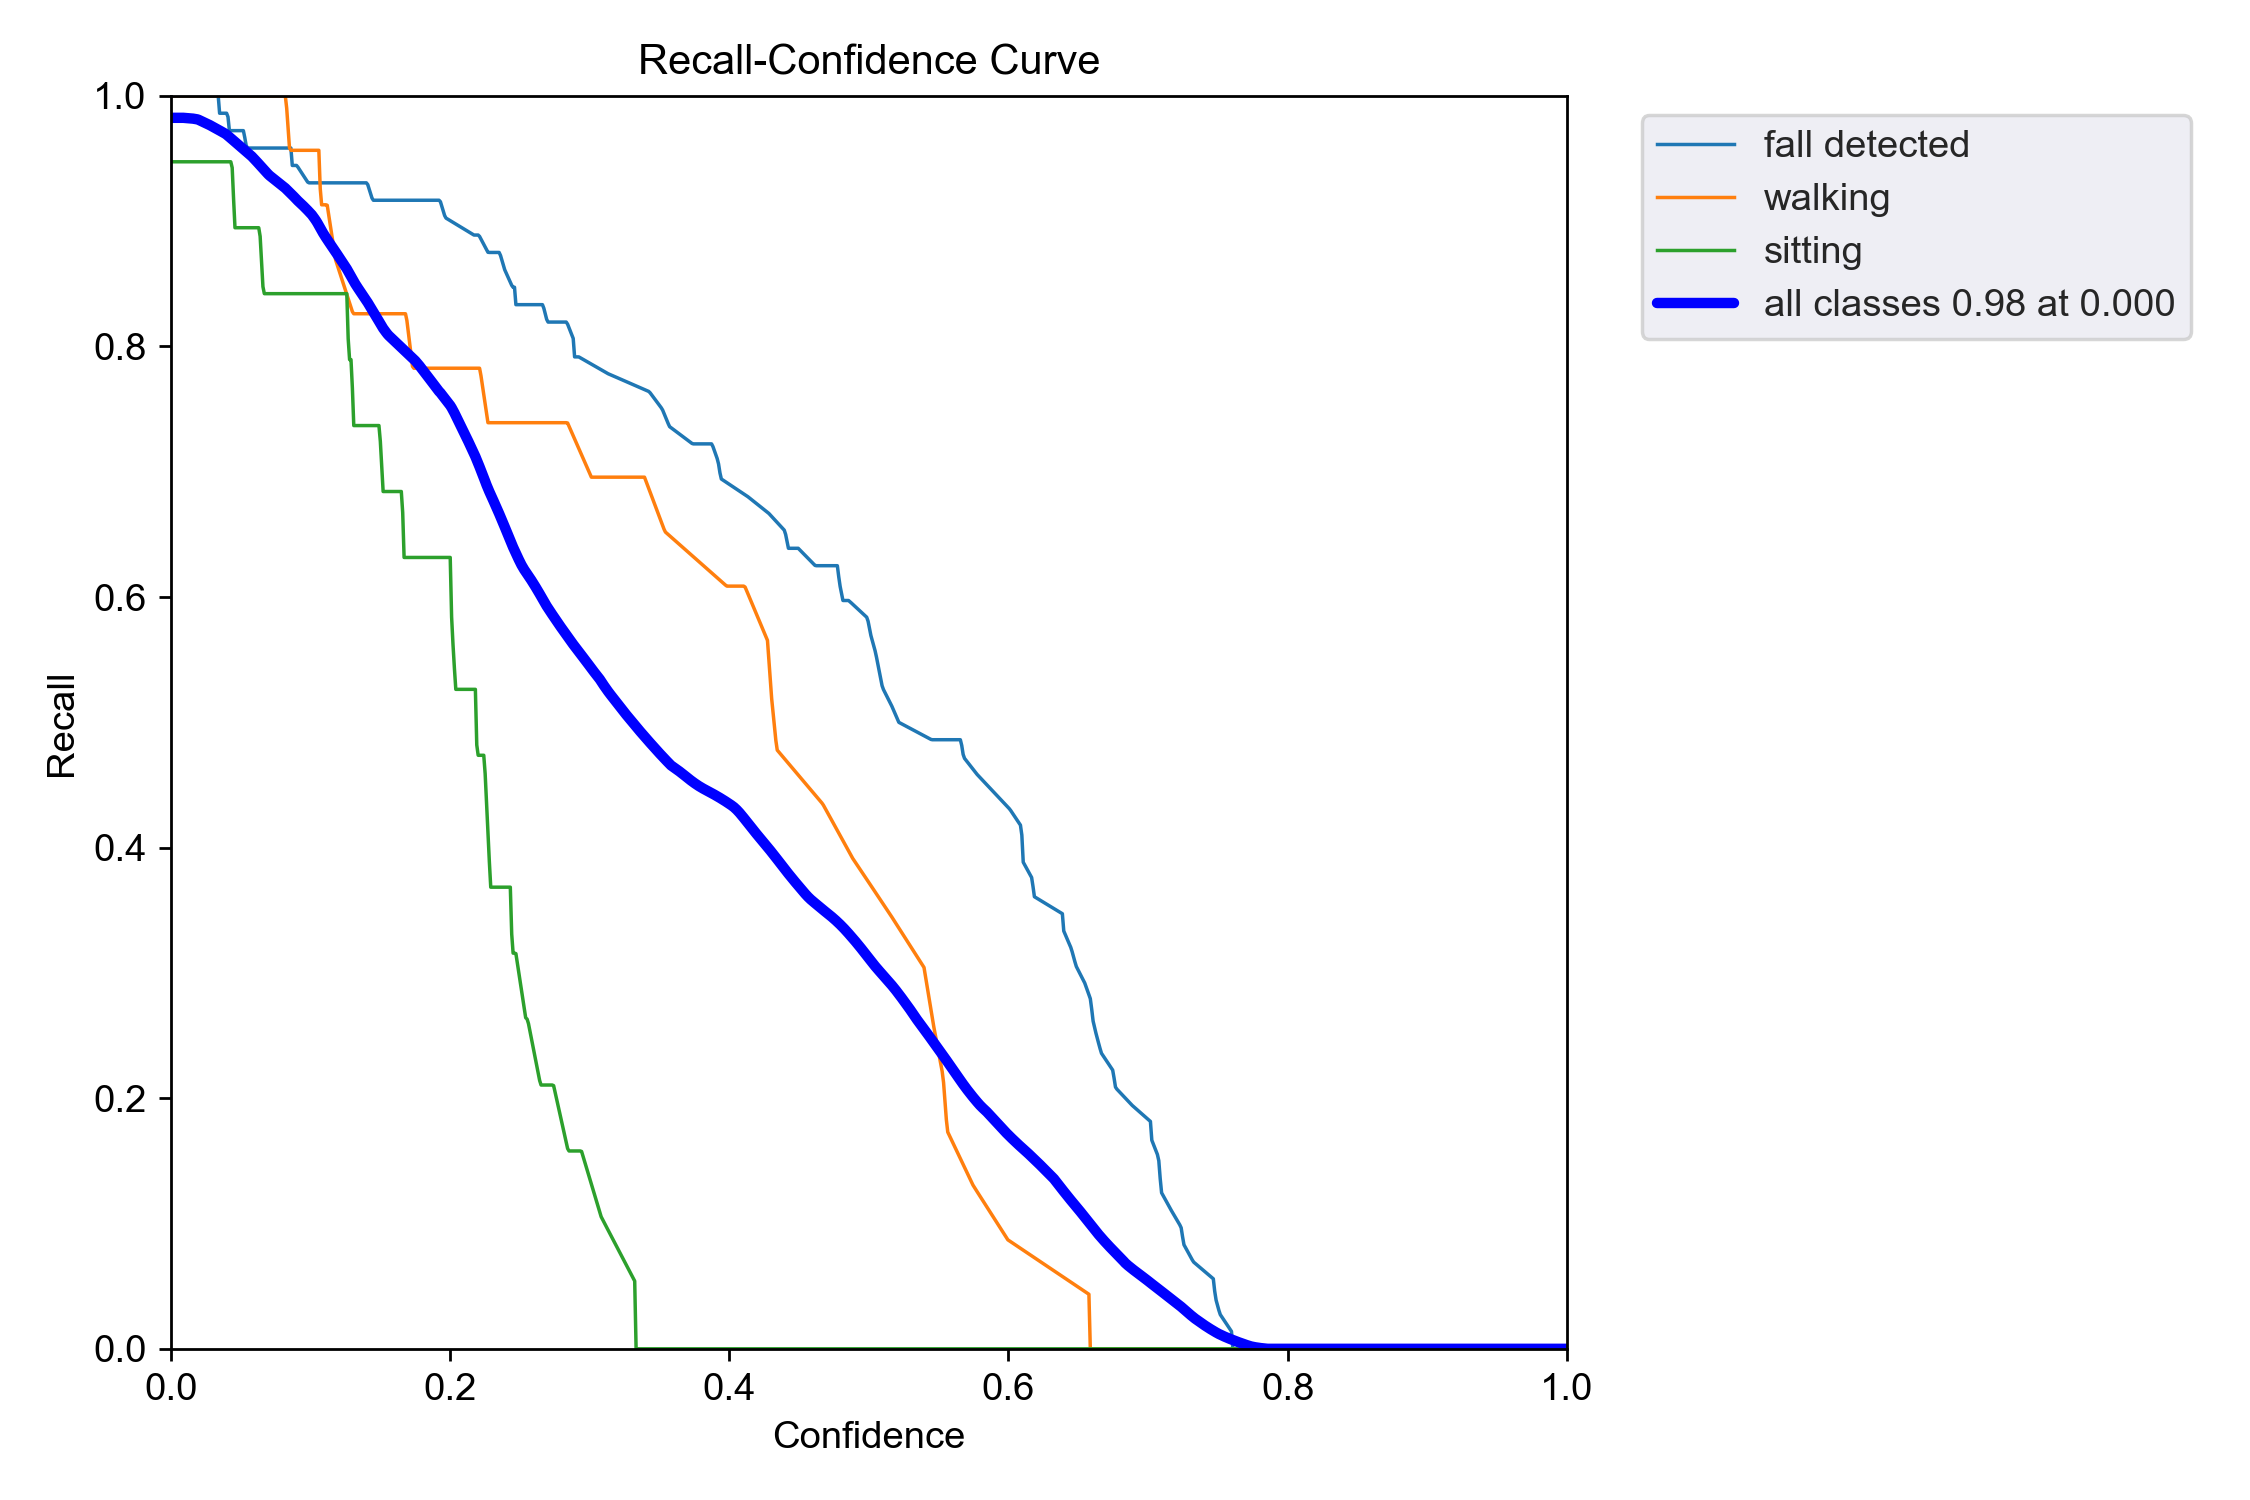 Recall-Confidence Curve
1.0
0.8
0.6
0.4
0.2
0.0
Recall
0.0 0.2 0.4 0.6 0.8 1.0
Confidence
fall detected
walking
sitting
all classes 0.98 at 0.000